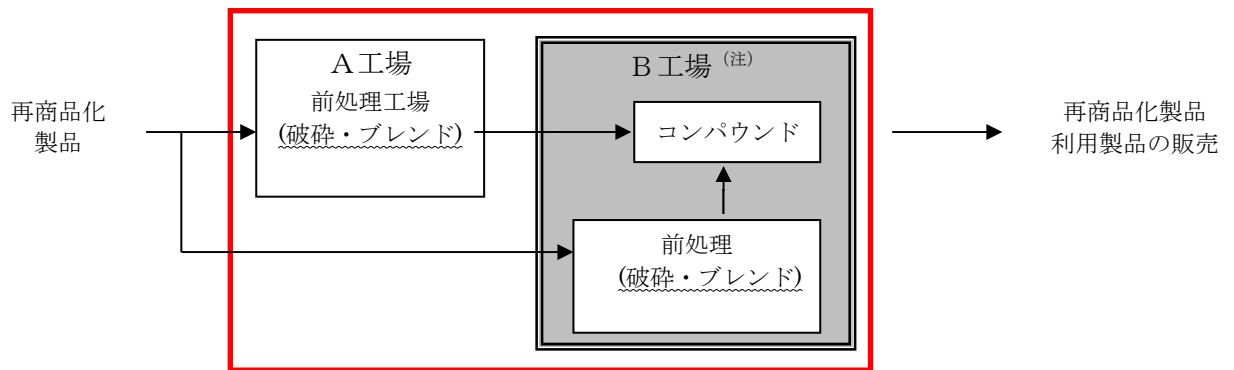 再商品化
製品
A工場
前処理工場
(破砕・ブレンド)
B工場（注）
コンパウンド
前処理
(破砕・ブレンド)
再商品化製品
利用製品の販売